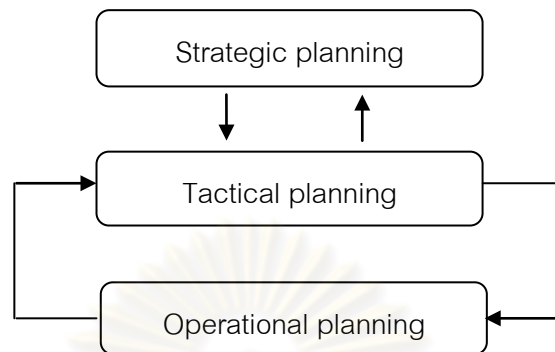 Strategic planning
Tactical planning
Operational planning